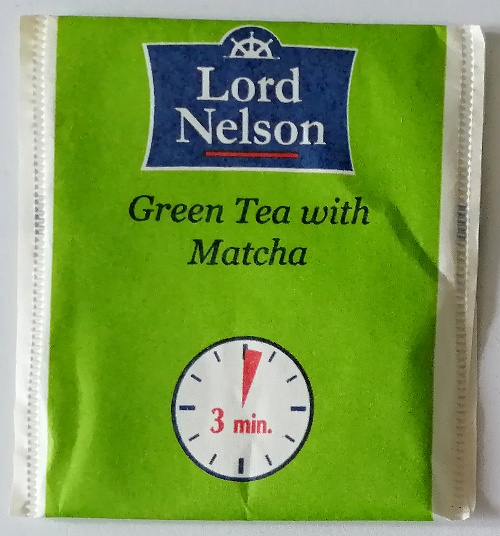 Lord
Nelson
Green Tea with
Matcha
3 min.